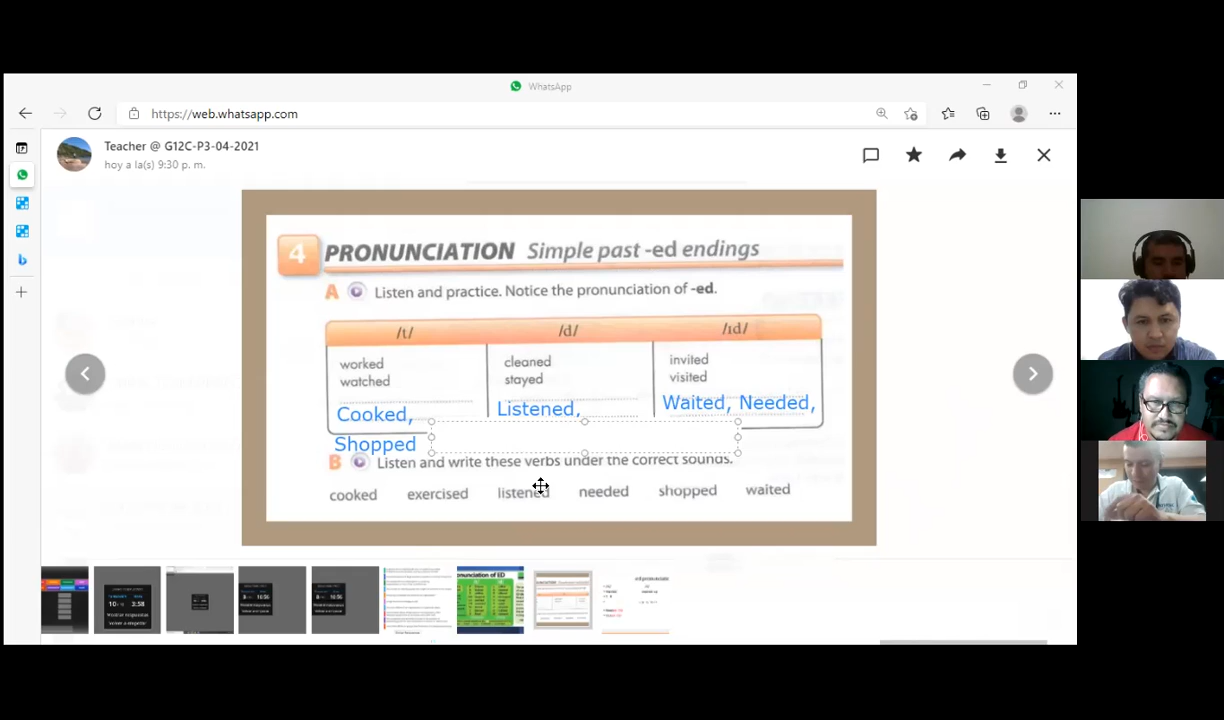 WhatsApp
https://web.whatsapp.com
Teacher @ G12C-P3-04-2021
hoy a la(s) 9:30 p. m.
4 PRONUNCIATION Simple past -ed endings
A Listen and practice. Notice the pronunciation of -ed.
/t/ /d/ /ɪd/
worked cleaned invited
watched stayed visited
Cooked, Listened, Waited, Needed,
Shopped
B Listen and write these verbs under the correct sounds.
cooked exercised listened needed shopped waited